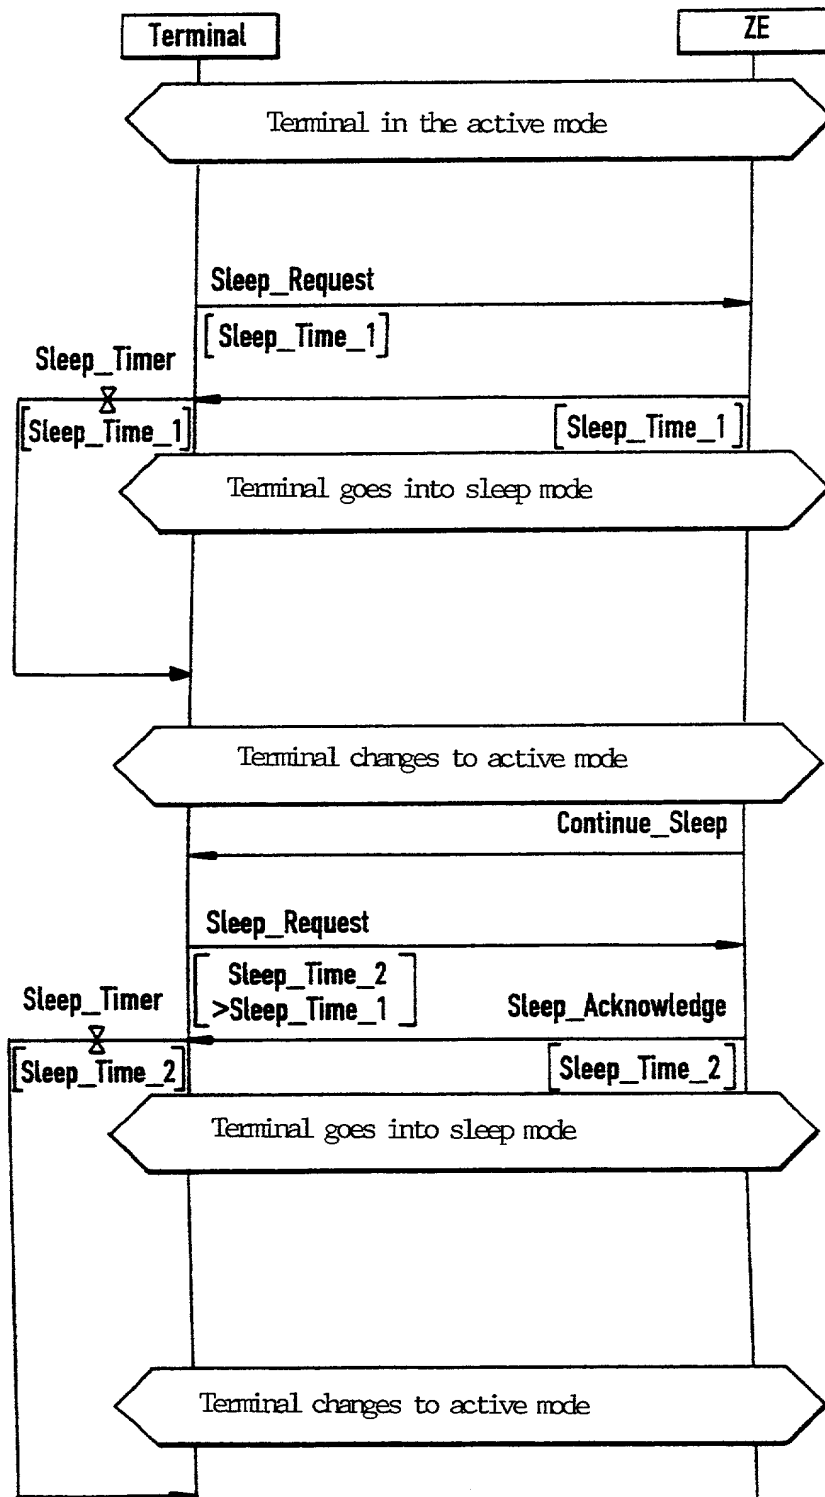 Terminal
ZE
Terminal in the active mode
Sleep_Request
[Sleep_Time_1]
Sleep_Timer
[Sleep_Time_1]
[Sleep_Time_1]
Terminal goes into sleep mode
Terminal changes to active mode
Continue_Sleep
Sleep_Request
[Sleep_Time_2
>Sleep_Time_1]
Sleep_Timer
Sleep_Acknowledge
[Sleep_Time_2]
[Sleep_Time_2]
Terminal goes into sleep mode
Terminal changes to active mode